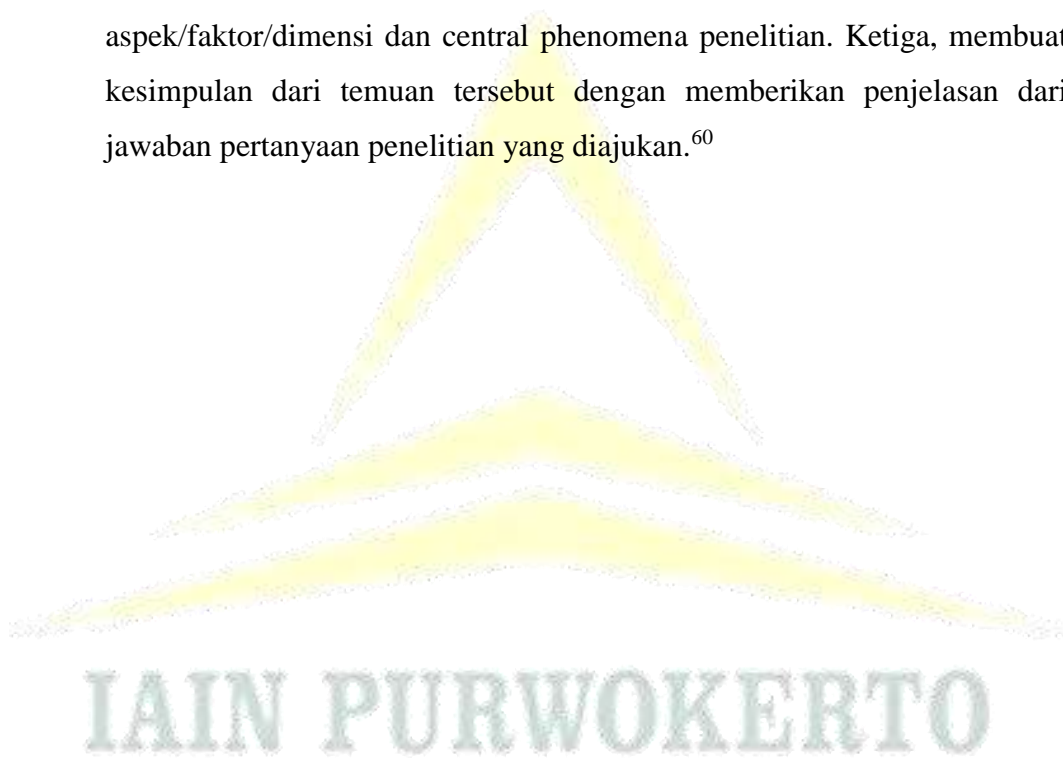 aspek/faktor/dimensi dan central phenomena penelitian. Ketiga, membuat
kesimpulan dari temuan tersebut dengan memberikan penjelasan dari
jawaban pertanyaan penelitian yang diajukan.60
IAIN PURWOKERTO